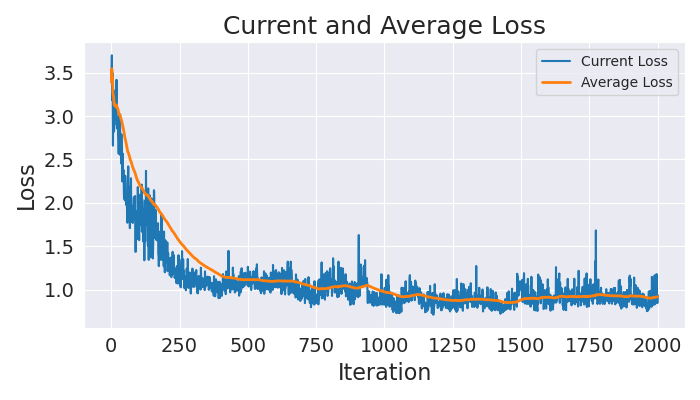 Current and Average Loss
Current Loss
Average Loss
3.5
3.0
2.5
2.0
1.5
1.0
Loss
0 250 500 750 1000 1250 1500 1750 2000
Iteration